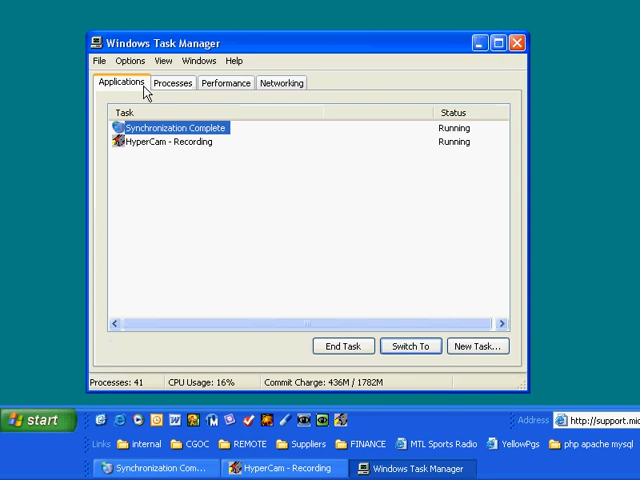 Windows Task Manager
File Options View Windows Help
Applications Processes Performance Networking
Task Status
Synchronization Complete Running
HyperCam - Recording Running
End Task Switch To New Task...
Processes: 41 CPU Usage: 16% Commit Charge: 436M / 1782M
start Address http://support.mic
Links internal CGOC REMOTE Suppliers FINANCE MTL Sports Radio YellowPgs php apache mysql
Synchronization Com... HyperCam - Recording Windows Task Manager